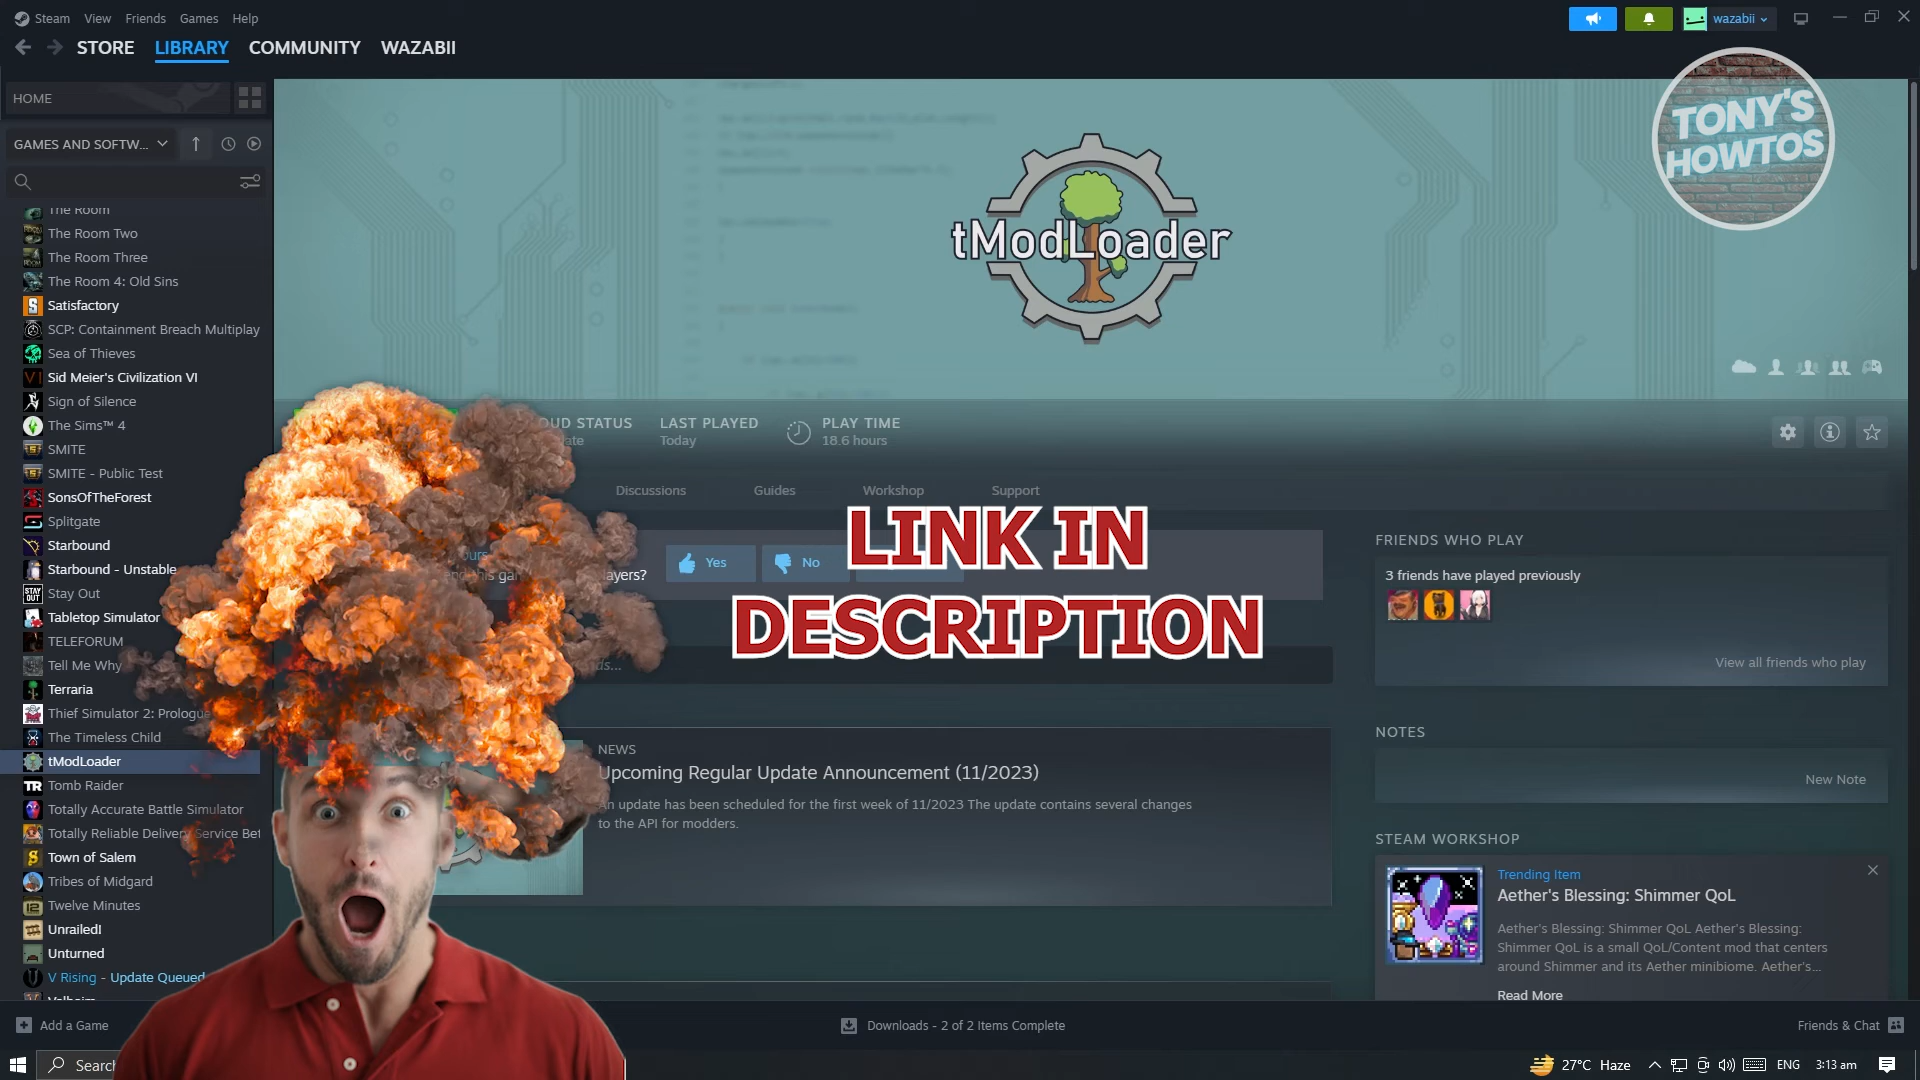 Steam View Friends Games Help
wazabii
STORE LIBRARY COMMUNITY WAZABII
TONY'S
HOWTOS
HOME
GAMES AND SOFTW...
The Room
The Room Two
The Room Three
The Room 4: Old Sins
Satisfactory
SCP: Containment Breach Multiplay
Sea of Thieves
Sid Meier's Civilization VI
Sign of Silence
The Sims™ 4
SMITE
SMITE - Public Test
SonsOfTheForest
Splitgate
Starbound
Starbound - Unstable
Stay Out
Tabletop Simulator
TELEFORUM
Tell Me Why
Terraria
Thief Simulator 2: Prologue
The Timeless Child
tModLoader
Tomb Raider
Totally Accurate Battle Simulator
Totally Reliable Delivery Service Bet
Town of Salem
Tribes of Midgard
Twelve Minutes
Unrailed!
Unturned
V Rising - Update Queued
Valheim
Add a Game
tModLoader
OUD STATUS LAST PLAYED PLAY TIME
Today 18.6 hours
Discussions Guides Workshop Support
Yes No
ayers?
LINK IN
DESCRIPTION
NEWS
Upcoming Regular Update Announcement (11/2023)
An update has been scheduled for the first week of 11/2023 The update contains several changes
to the API for modders.
FRIENDS WHO PLAY
3 friends have played previously
View all friends who play
NOTES
New Note
STEAM WORKSHOP
Trending Item
Aether's Blessing: Shimmer QoL
Aether's Blessing: Shimmer QoL Aether's Blessing:
Shimmer QoL is a small QoL/Content mod that centers
around Shimmer and its Aether minibiome. Aether's...
Read More
Downloads - 2 of 2 Items Complete
Friends & Chat
Search
27°C Haze ENG 3:13 am